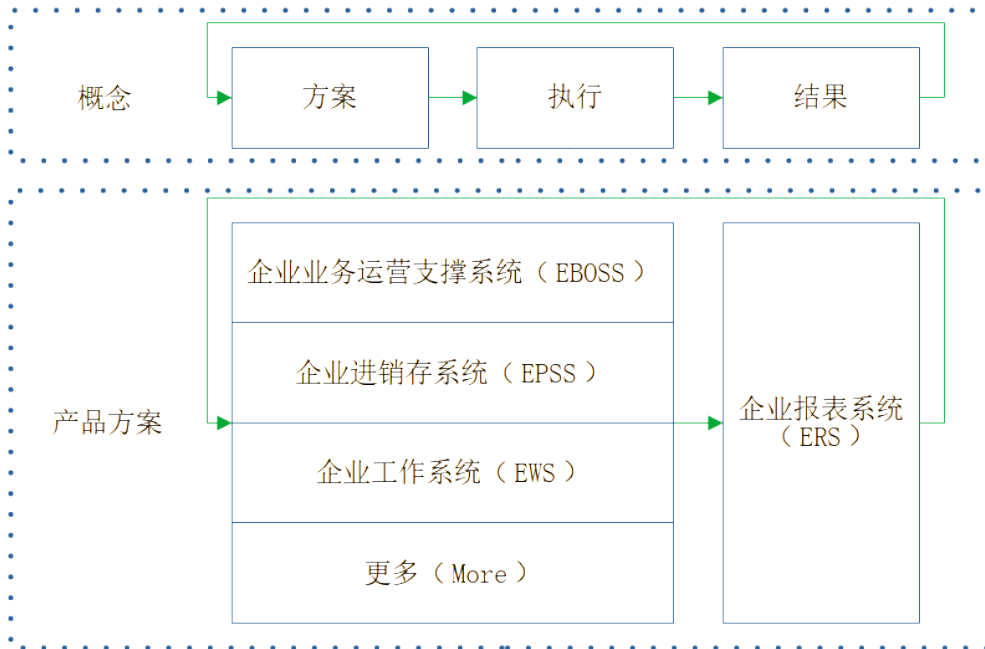 概念
方案
执行
结果
企业业务运营支撑系统（EBOSS）
企业进销存系统（EPSS）
产品方案
企业报表系统
（ERS）
企业工作系统（EWS）
更多（More）